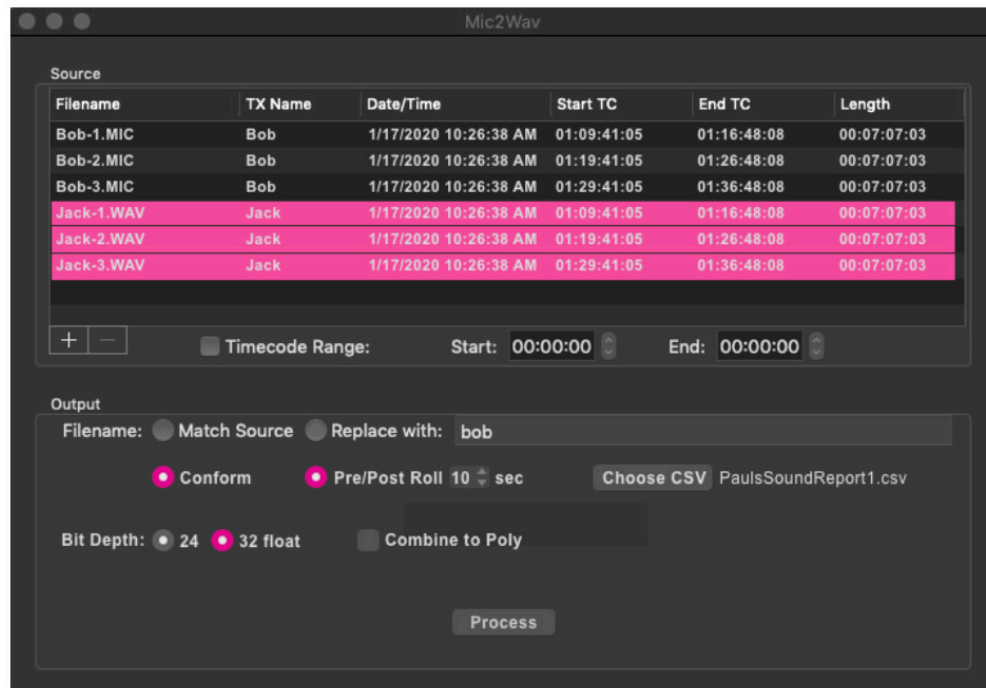 Mic2Wav
Source
Filename TX Name Date/Time Start TC End TC Length
Bob-1.MIC Bob 1/17/2020 10:26:38 AM 01:09:41:05 01:16:48:08 00:07:07:03
Bob-2.MIC Bob 1/17/2020 10:26:38 AM 01:19:41:05 01:26:48:08 00:07:07:03
Bob-3.MIC Bob 1/17/2020 10:26:38 AM 01:29:41:05 01:36:48:08 00:07:07:03
Jack-1.WAV Jack 1/17/2020 10:26:38 AM 01:09:41:05 01:16:48:08 00:07:07:03
Jack-2.WAV Jack 1/17/2020 10:26:38 AM 01:19:41:05 01:26:48:08 00:07:07:03
Jack-3.WAV Jack 1/17/2020 10:26:38 AM 01:29:41:05 01:36:48:08 00:07:07:03
+ − Timecode Range: Start: 00:00:00 End: 00:00:00
Output
Filename: Match Source Replace with: bob
Conform Pre/Post Roll 10 sec Choose CSV PaulsSoundReport1.csv
Bit Depth: 24 32 float Combine to Poly
Process